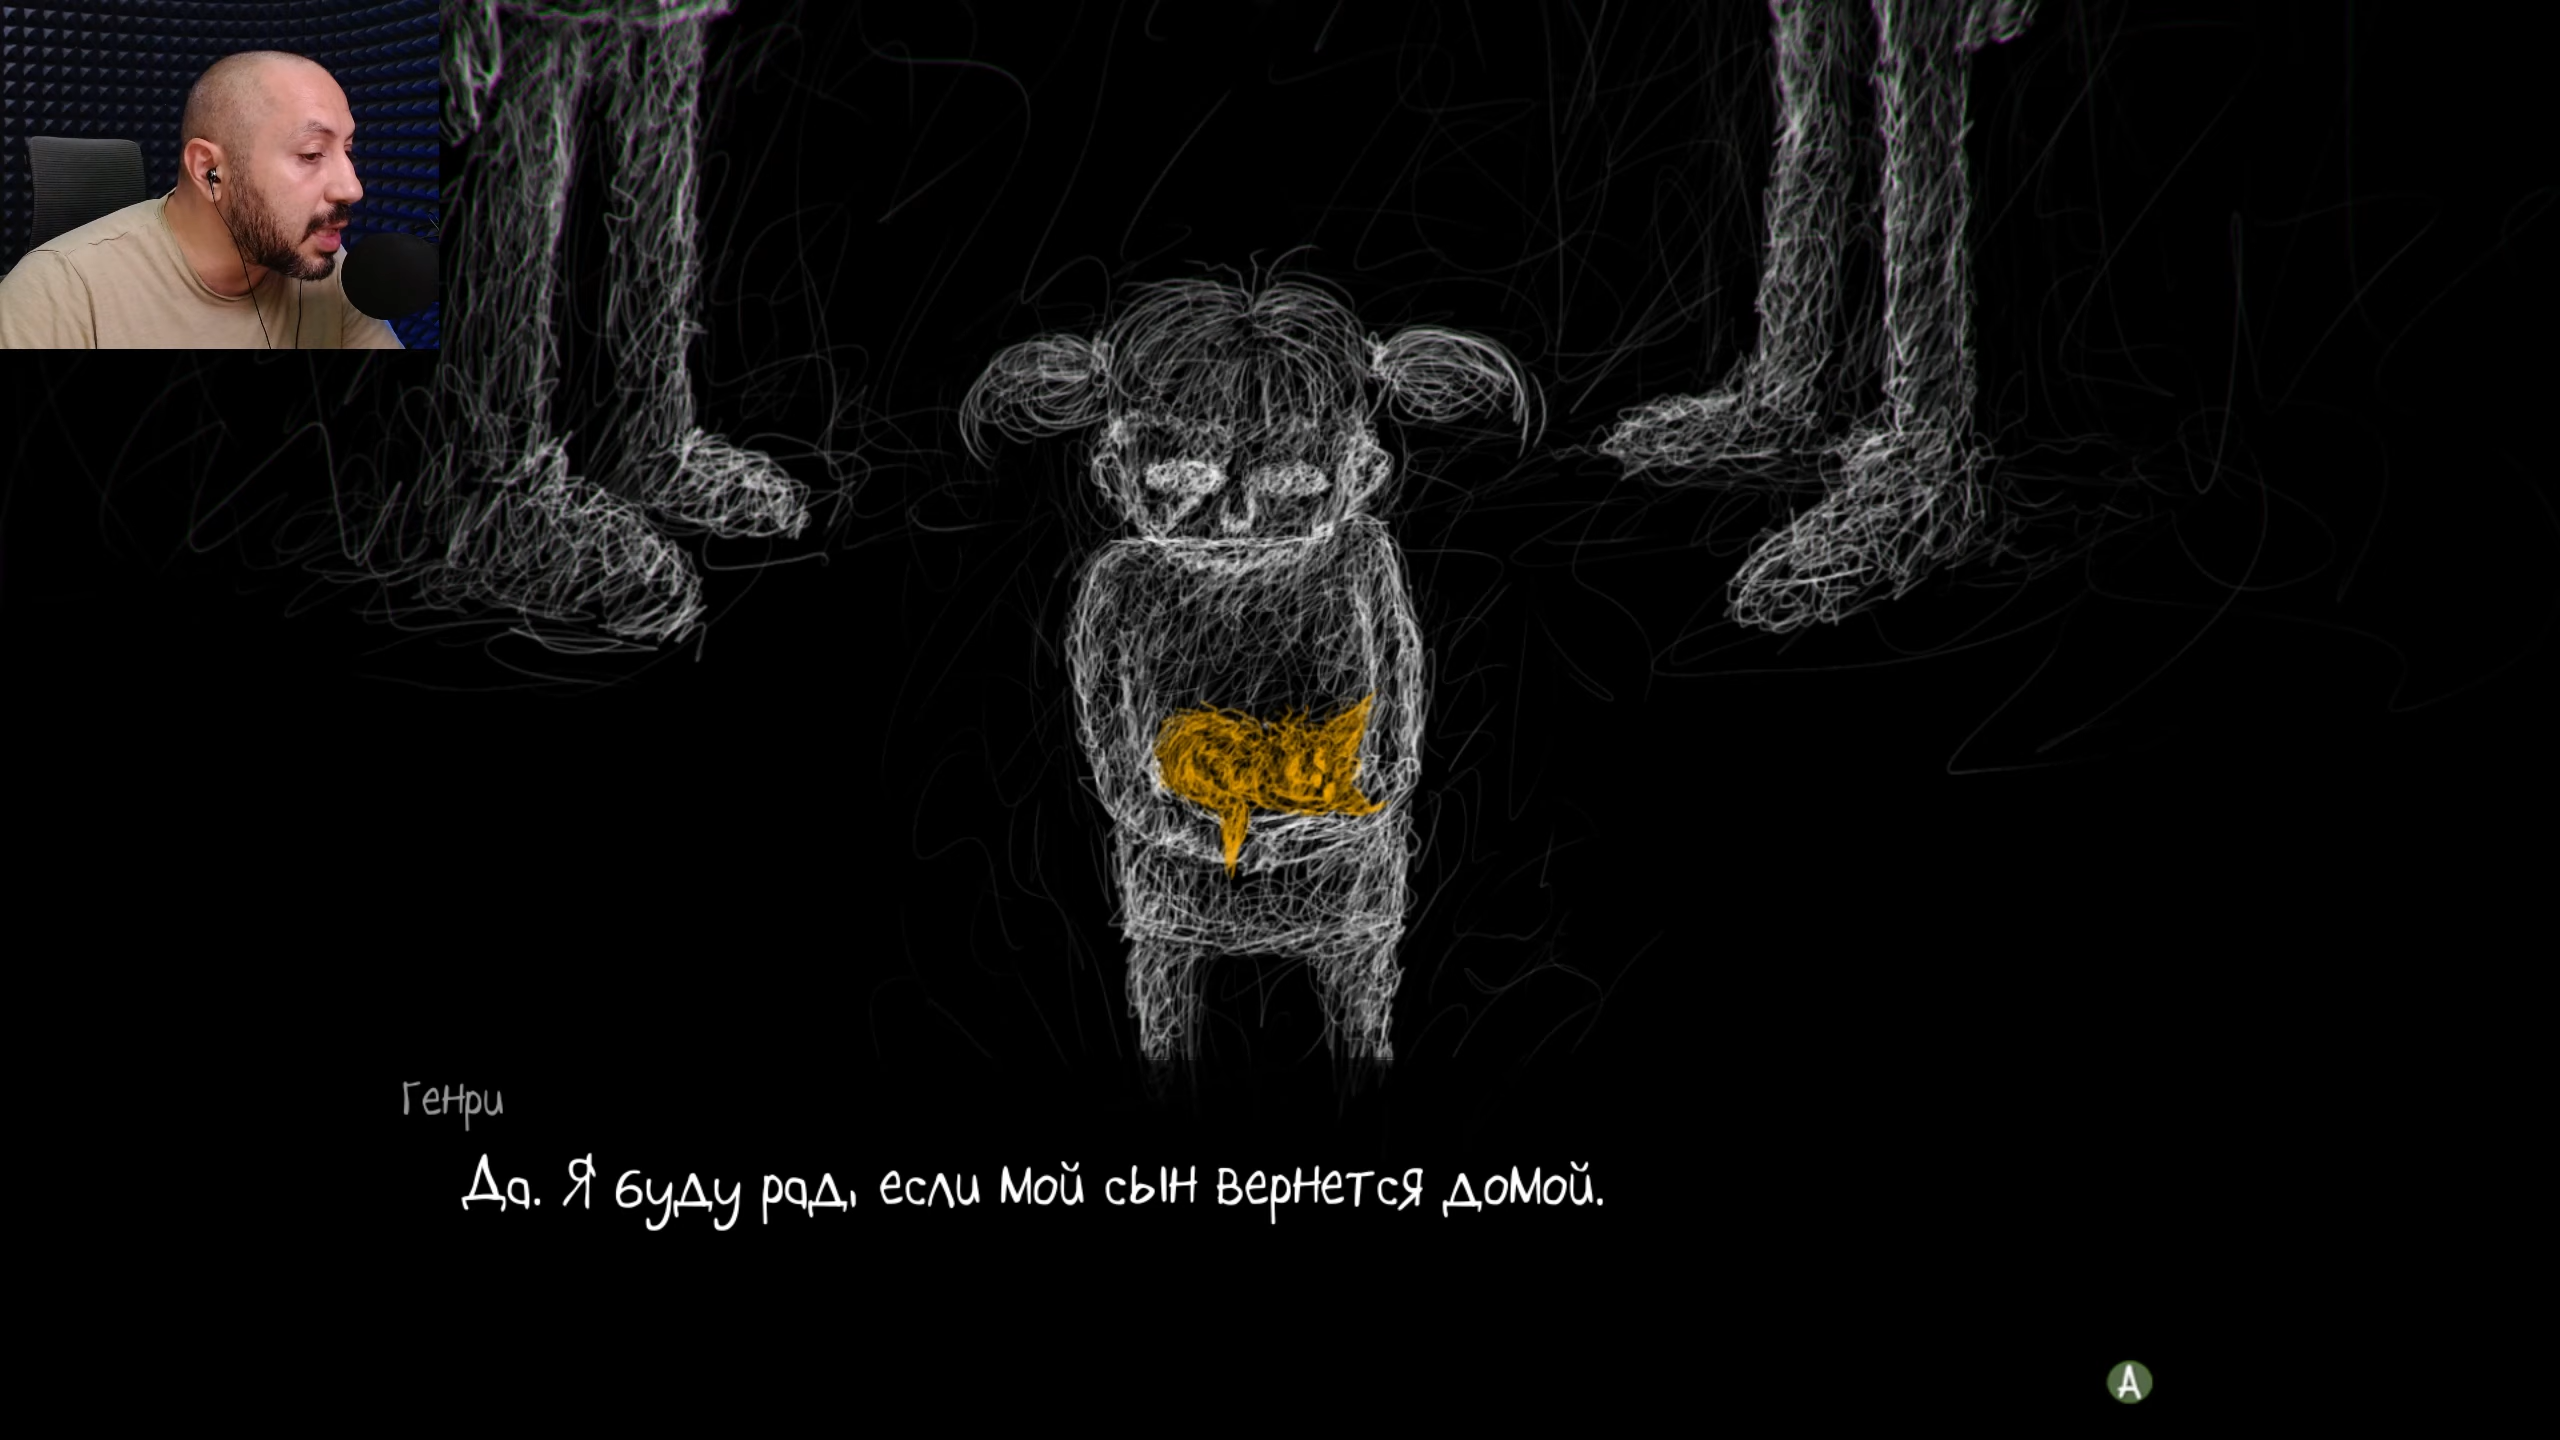 Генри
Да. Я буду рад, если мой сын вернется домой.
A